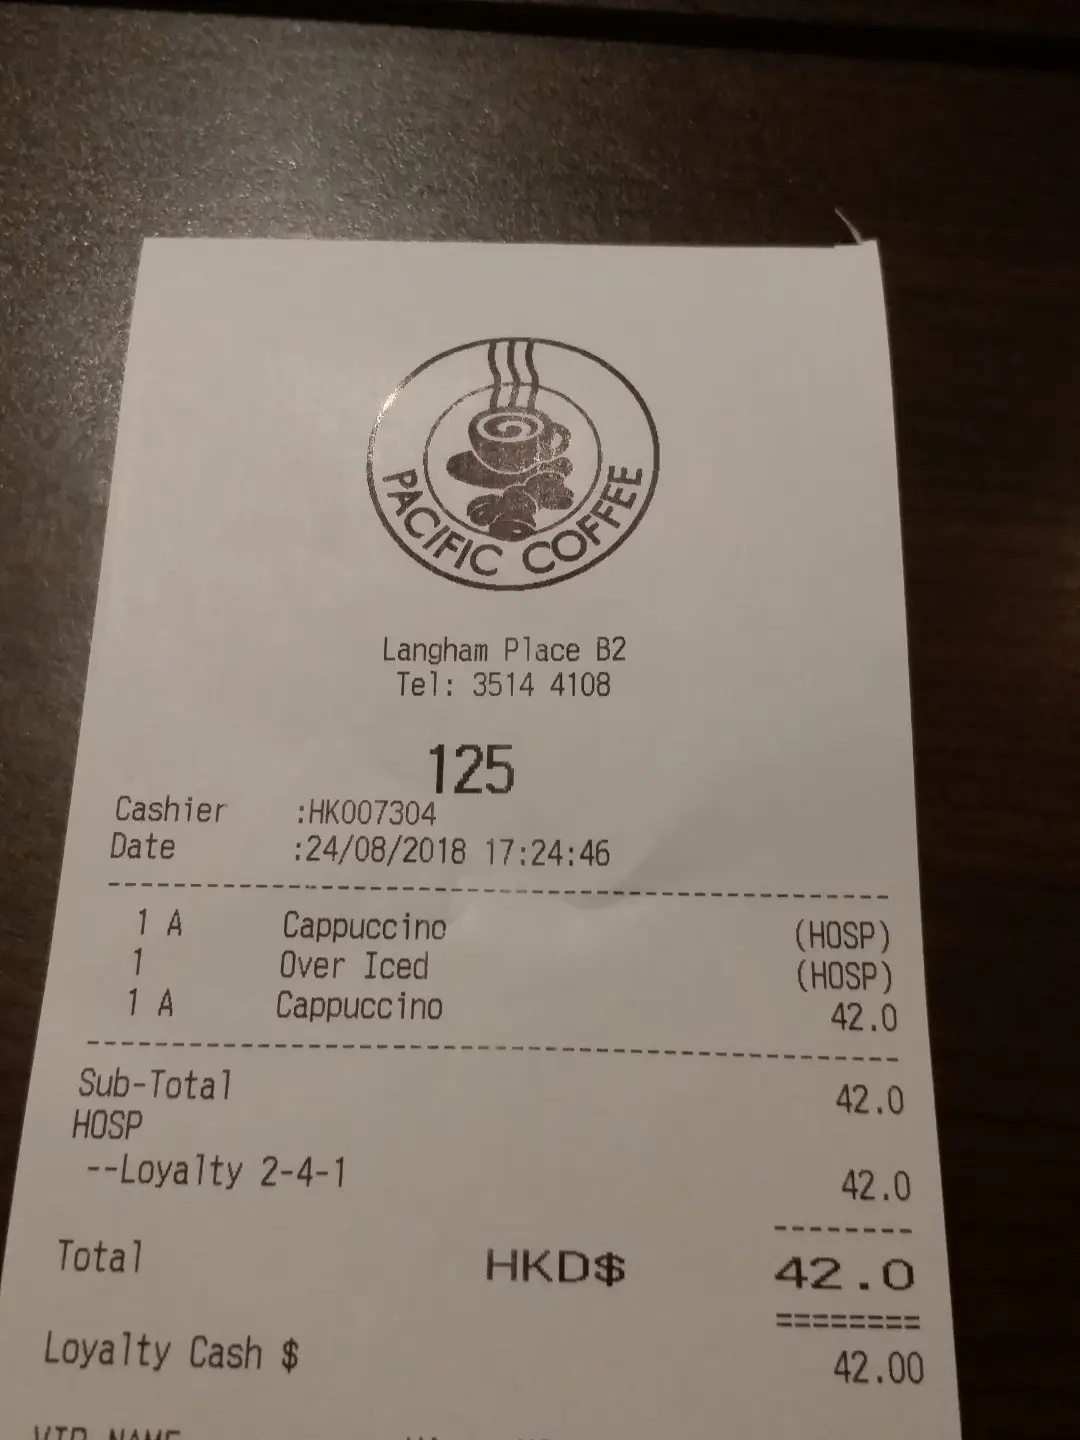 PACIFIC COFFEE
Langham Place B2
Tel: 3514 4108
125
Cashier :HK007304
Date :24/08/2018 17:24:46
1 A Cappuccino (HOSP)
1 Over Iced (HOSP)
1 A Cappuccino 42.0
Sub-Total 42.0
HOSP
--Loyalty 2-4-1 42.0
Total HKD$ 42.0
Loyalty Cash $ 42.00
VIP NAME